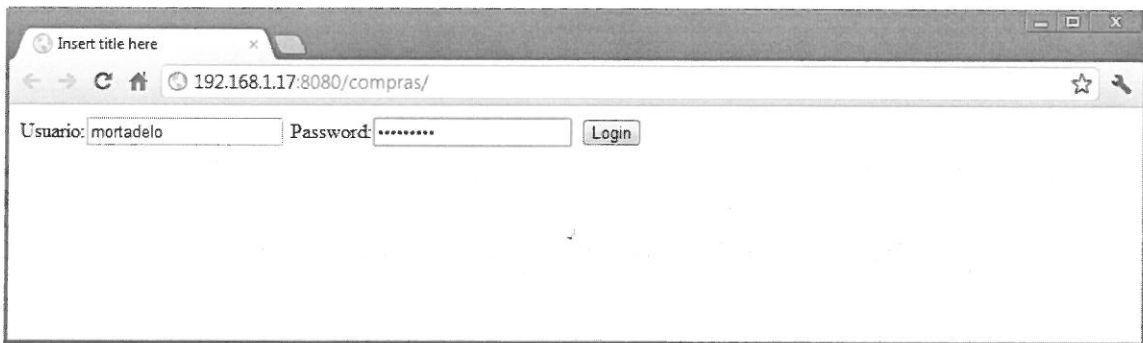 Insert title here
192.168.1.17:8080/compras/
Usuario: mortadelo Password: ••••••••• Login